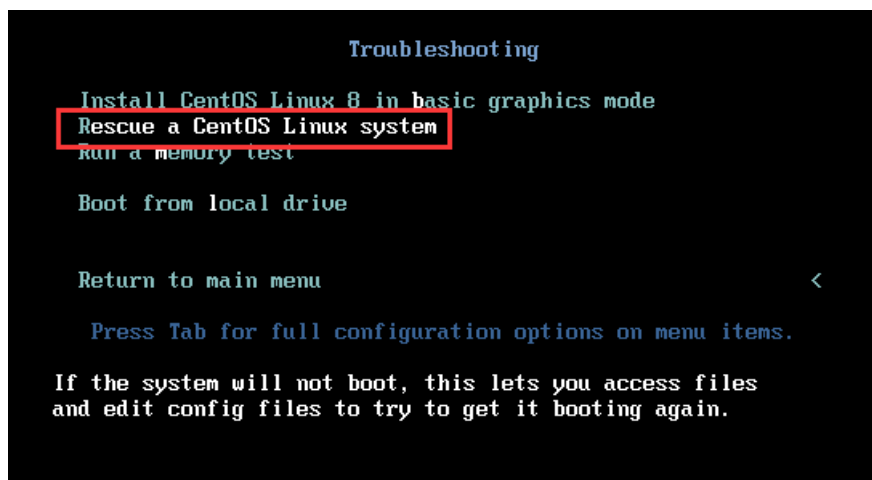 Troubleshooting
Install CentOS Linux 8 in basic graphics mode
Rescue a CentOS Linux system
Run a memory test
Boot from local drive
Return to main menu <
Press Tab for full configuration options on menu items.
If the system will not boot, this lets you access files
and edit config files to try to get it booting again.